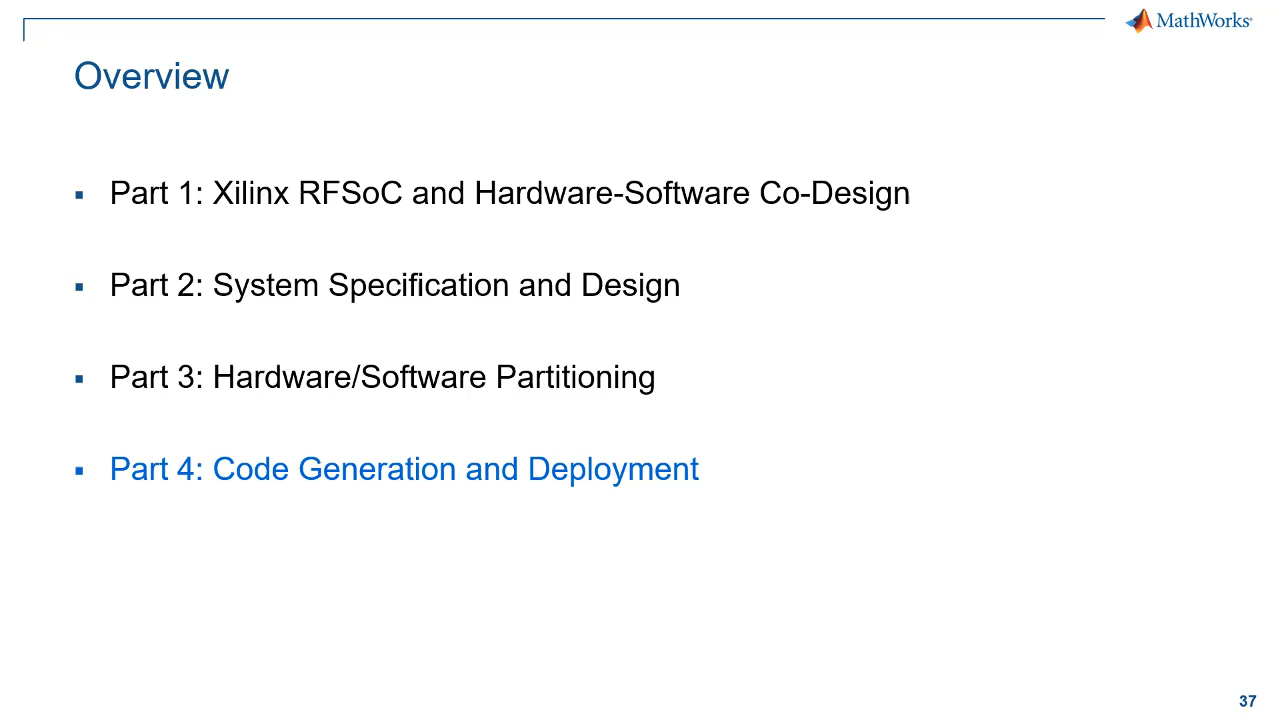 MathWorks
Overview
Part 1: Xilinx RFSoC and Hardware-Software Co-Design
Part 2: System Specification and Design
Part 3: Hardware/Software Partitioning
Part 4: Code Generation and Deployment
37